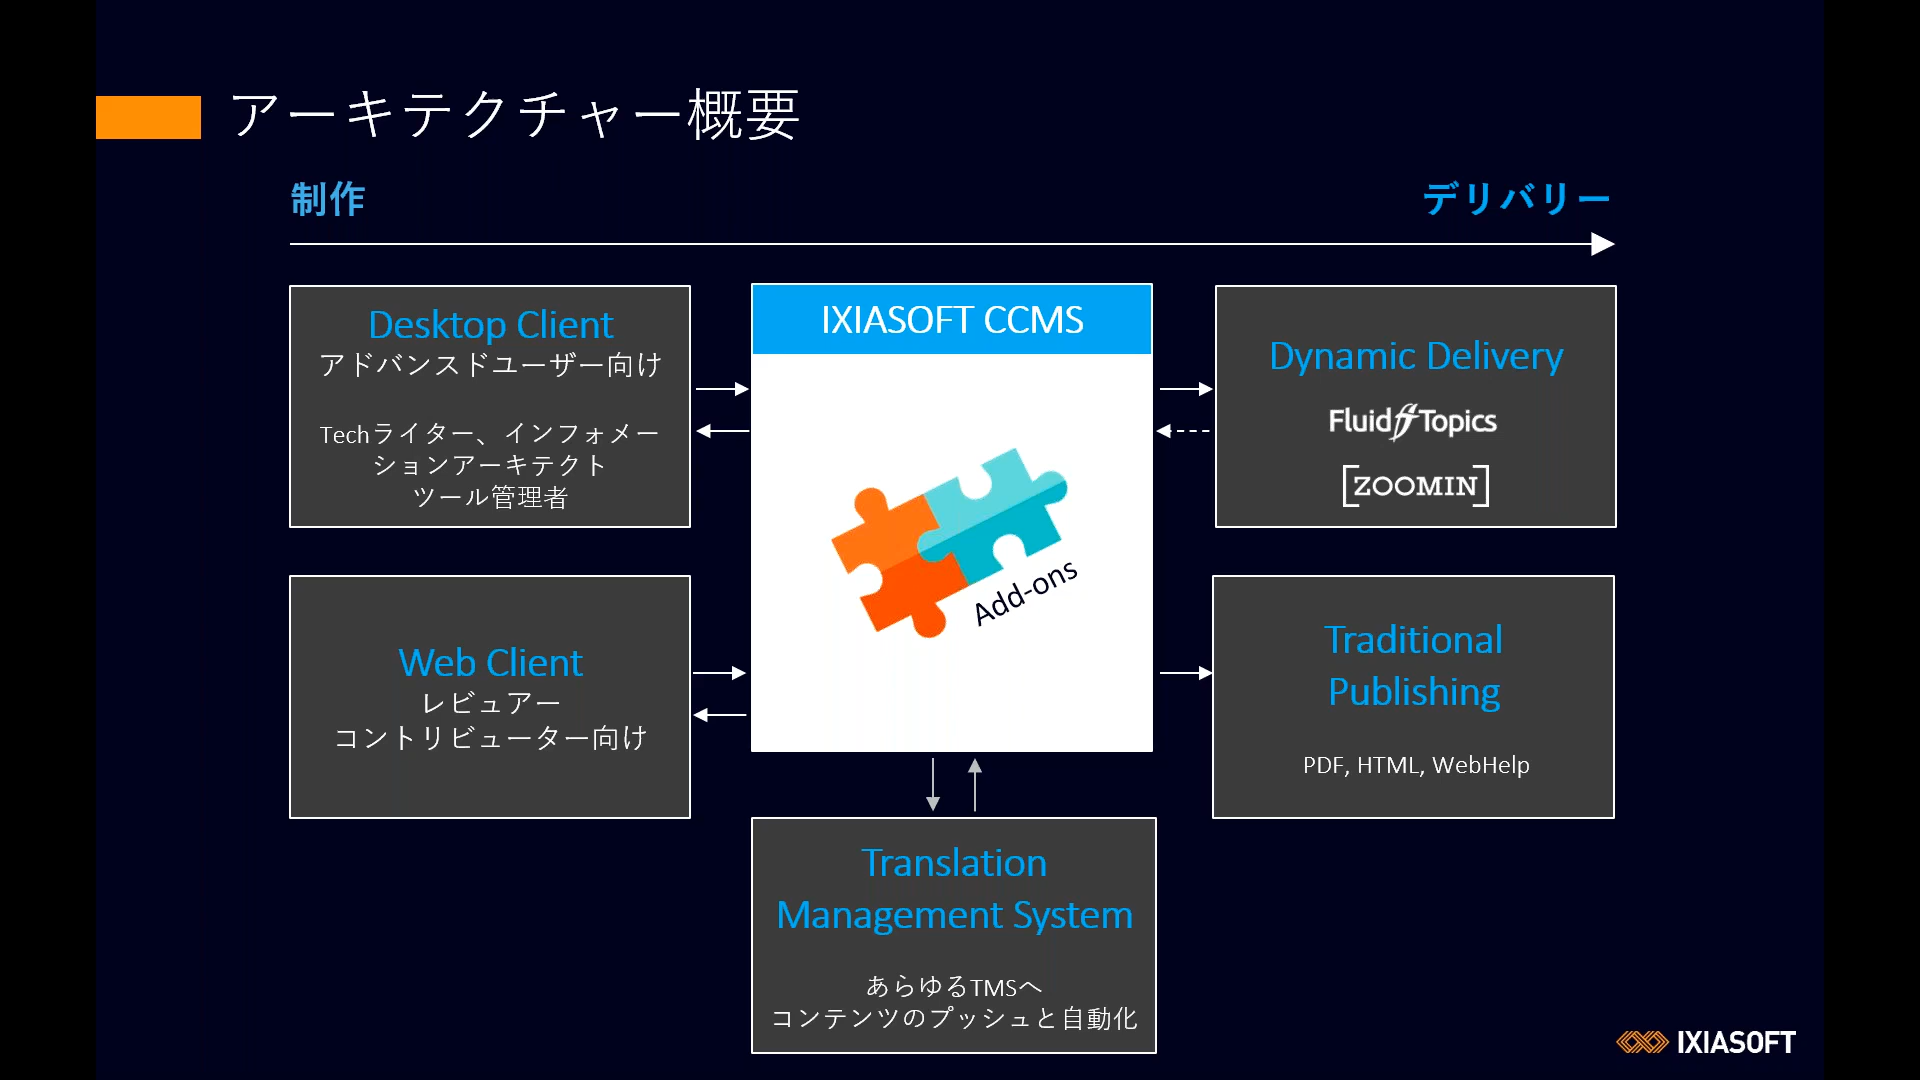 アーキテクチャー概要
制作
デリバリー
Desktop Client
アドバンスドユーザー向け
Techライター、インフォメー
ションアーキテクト
ツール管理者
IXIASOFT CCMS
Add-ons
Dynamic Delivery
Fluid Topics
ZOOMIN
Web Client
レビュアー
コントリビューター向け
Traditional
Publishing
PDF, HTML, WebHelp
Translation
Management System
あらゆるTMSへ
コンテンツのプッシュと自動化
IXIASOFT